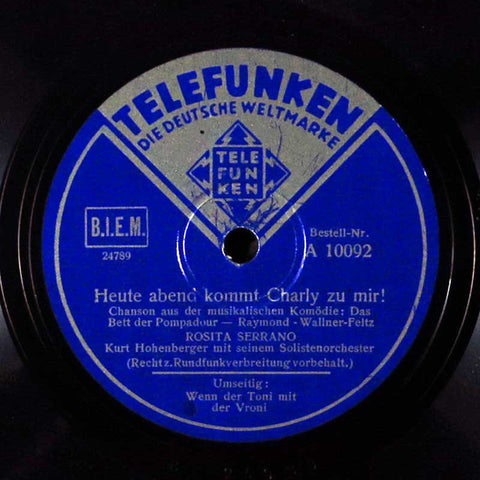 TELEFUNKEN
DIE DEUTSCHE WELTMARKE
TELE
FUN
KEN
B.I.E.M.
24789
Bestell-Nr.
A 10092
Heute abend kommt Charly zu mir!
Chanson aus der musikalischen Komödie: Das
Bett der Pompadour — Raymond - Wallner-Feltz
ROSITA SERRANO
Kurt Hohenberger mit seinem Solistenorchester
(Recht z. Rundfunkverbreitung vorbehalt.)
Umseitig:
Wenn der Toni mit
der Vroni